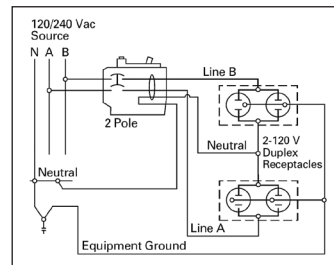 120/240 Vac
Source
N A B
2 Pole
Line B
Neutral
2-120 V
Duplex
Receptacles
Neutral
Line A
Equipment Ground